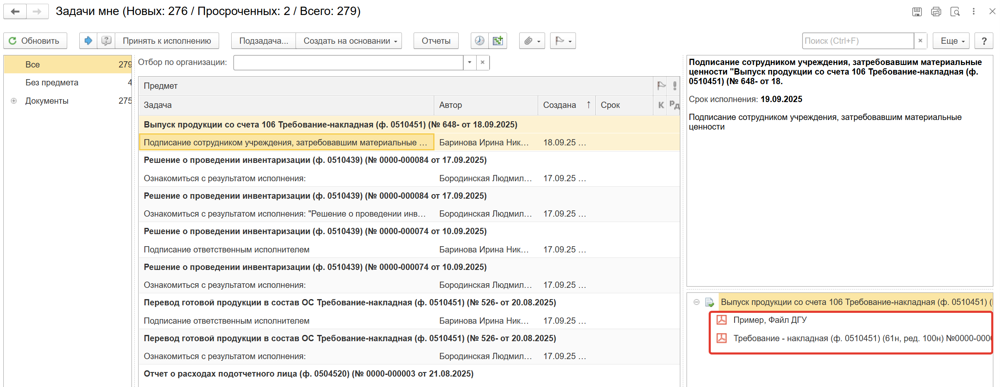 Задачи мне (Новых: 276 / Просроченных: 2 / Всего: 279)
Обновить
Принять к исполнению
Подзадача...
Создать на основании
Отчеты
Поиск (Ctrl+F)
×
Еще
?
Все 279
Без предмета 4
Документы 275
Отбор по организации:
×
Предмет
Задача Автор Создана ↑ Срок К Рд
Выпуск продукции со счета 106 Требование-накладная (ф. 0510451) (№ 648- от 18.09.2025)
Подписание сотрудником учреждения, затребовавшим материальные ... Баринова Ирина Ник... 18.09.25 ...
Решение о проведении инвентаризации (ф. 0510439) (№ 0000-000084 от 17.09.2025)
Ознакомиться с результатом исполнения: Бородинская Людмил... 17.09.25 ...
Решение о проведении инвентаризации (ф. 0510439) (№ 0000-000084 от 17.09.2025)
Ознакомиться с результатом исполнения: "Решение о проведении инв... Бородинская Людмил... 17.09.25 ...
Решение о проведении инвентаризации (ф. 0510439) (№ 0000-000074 от 10.09.2025)
Подписание ответственным исполнителем Баринова Ирина Ник... 17.09.25 ...
Решение о проведении инвентаризации (ф. 0510439) (№ 0000-000074 от 10.09.2025)
Ознакомиться с результатом исполнения: Бородинская Людмил... 17.09.25 ...
Перевод готовой продукции в состав ОС Требование-накладная (ф. 0510451) (№ 526- от 20.08.2025)
Подписание ответственным исполнителем Баринова Ирина Ник... 17.09.25 ...
Перевод готовой продукции в состав ОС Требование-накладная (ф. 0510451) (№ 526- от 20.08.2025)
Ознакомиться с результатом исполнения: Бородинская Людмил... 17.09.25 ...
Отчет о расходах подотчетного лица (ф. 0504520) (№ 0000-000003 от 21.08.2025)
Подписание сотрудником учреждения, затребовавшим материальные
ценности "Выпуск продукции со счета 106 Требование-накладная (ф.
0510451) (№ 648- от 18.
Срок исполнения: 19.09.2025
Подписание сотрудником учреждения, затребовавшим материальные
ценности
Выпуск продукции со счета 106 Требование-накладная (ф. 0510451) (
Пример, Файл ДГУ
Требование - накладная (ф. 0510451) (61н, ред. 100н) №0000-000